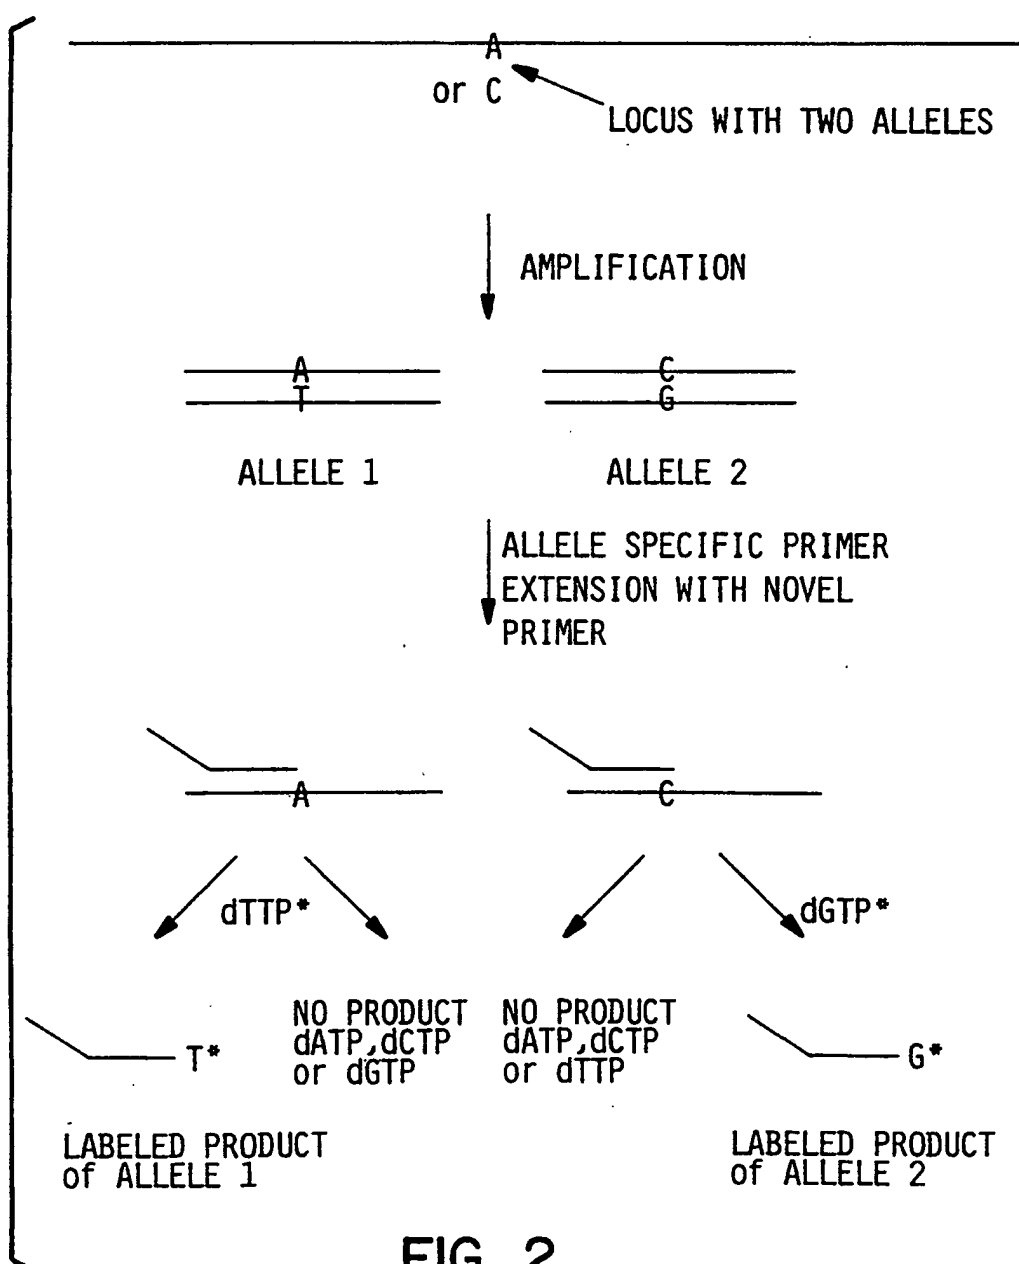 A
or C
LOCUS WITH TWO ALLELES
AMPLIFICATION
A
T
C
G
ALLELE 1
ALLELE 2
ALLELE SPECIFIC PRIMER
EXTENSION WITH NOVEL
PRIMER
A
C
dTTP*
dGTP*
T*
NO PRODUCT
dATP,dCTP
or dGTP
NO PRODUCT
dATP,dCTP
or dTTP
G*
LABELED PRODUCT
of ALLELE 1
LABELED PRODUCT
of ALLELE 2
FIG. 2